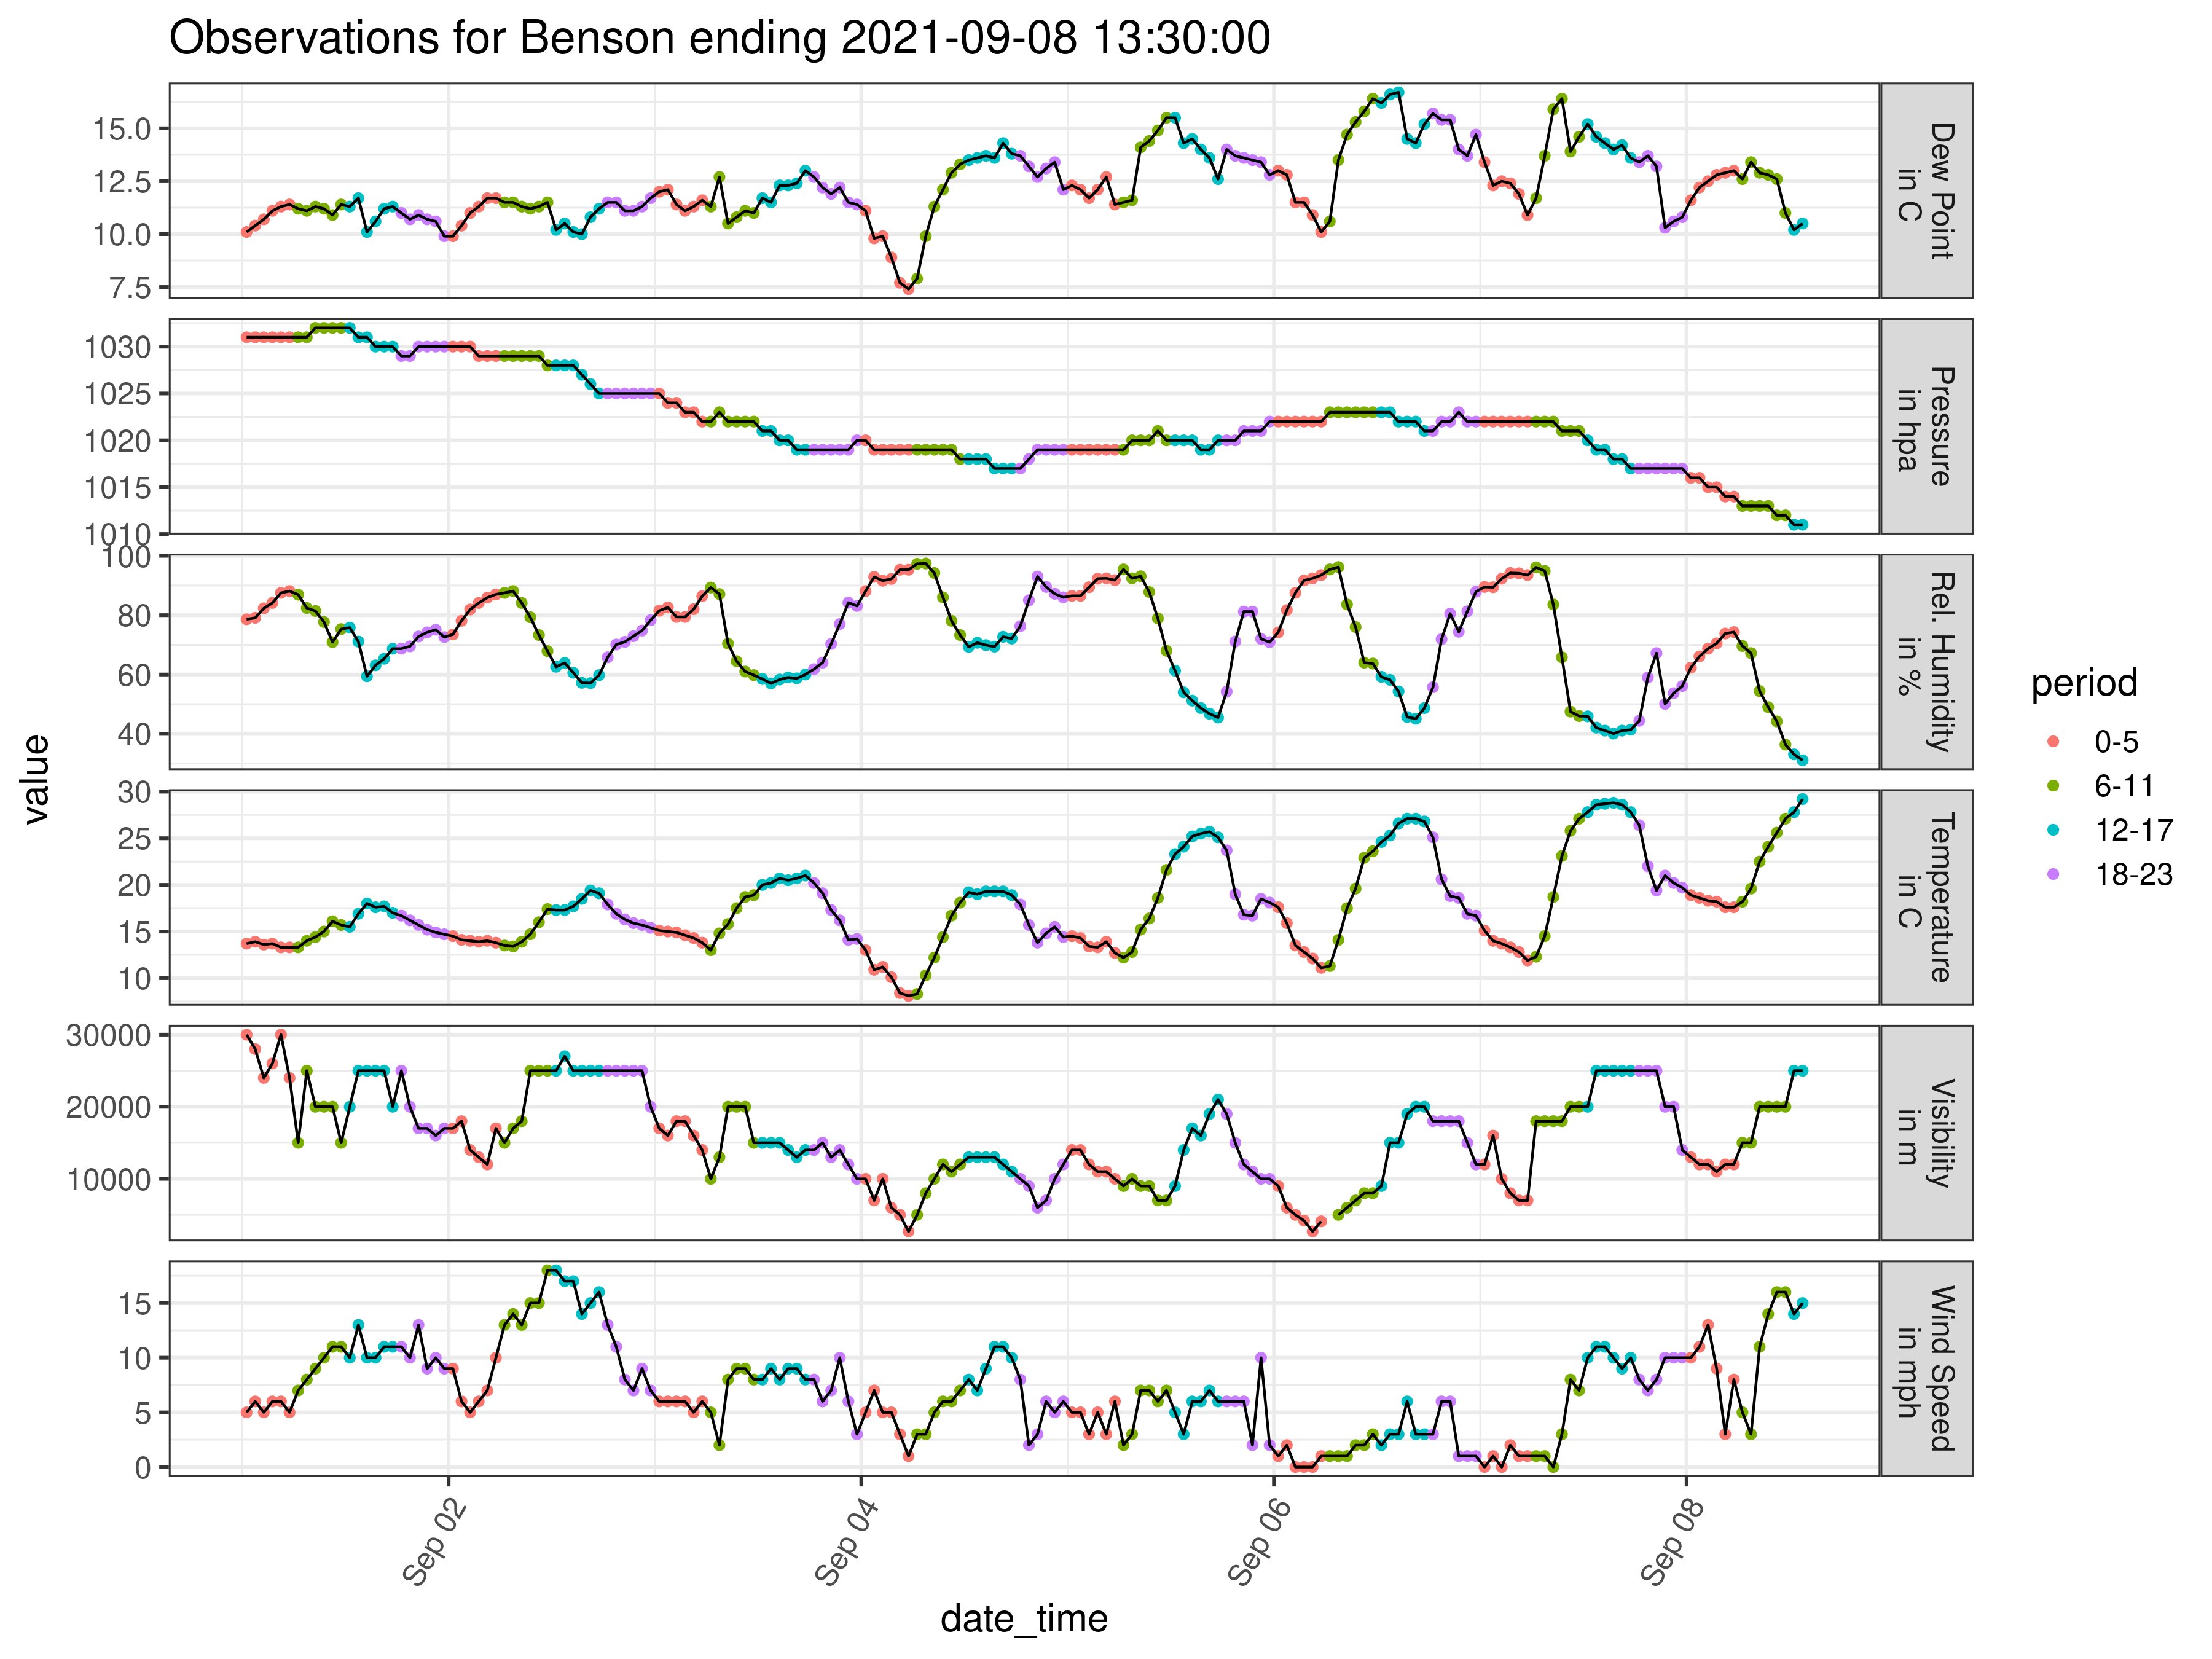 Observations for Benson ending 2021-09-08 13:30:00
value
15.0
12.5
10.0
7.5
Dew Point
in C
1030
1025
1020
1015
1010
Pressure
in hpa
100
80
60
40
Rel. Humidity
in %
30
25
20
15
10
Temperature
in C
30000
20000
10000
Visibility
in m
15
10
5
0
Wind Speed
in mph
Sep 02
Sep 04
Sep 06
Sep 08
date_time
period
0-5
6-11
12-17
18-23